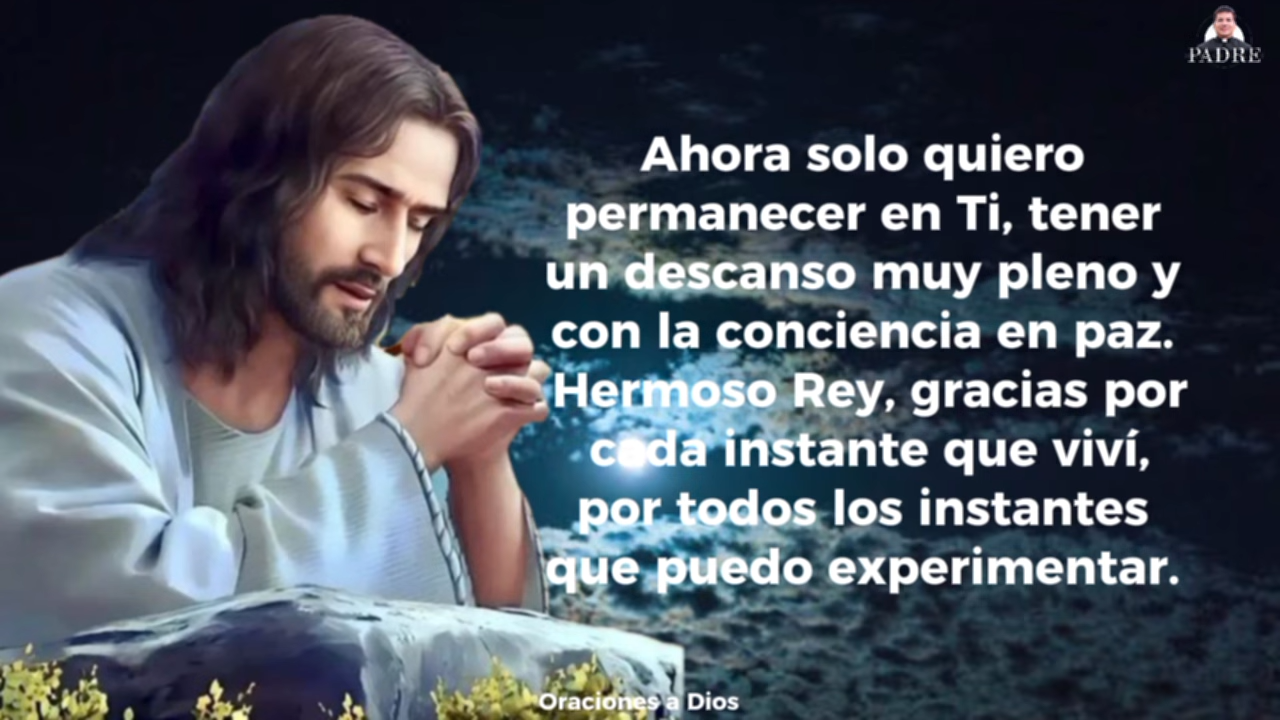 PADRE
Ahora solo quiero
permanecer en Ti, tener
un descanso muy pleno y
con la conciencia en paz.
Hermoso Rey, gracias por
cada instante que viví,
por todos los instantes
que puedo experimentar.
Oraciones a Dios